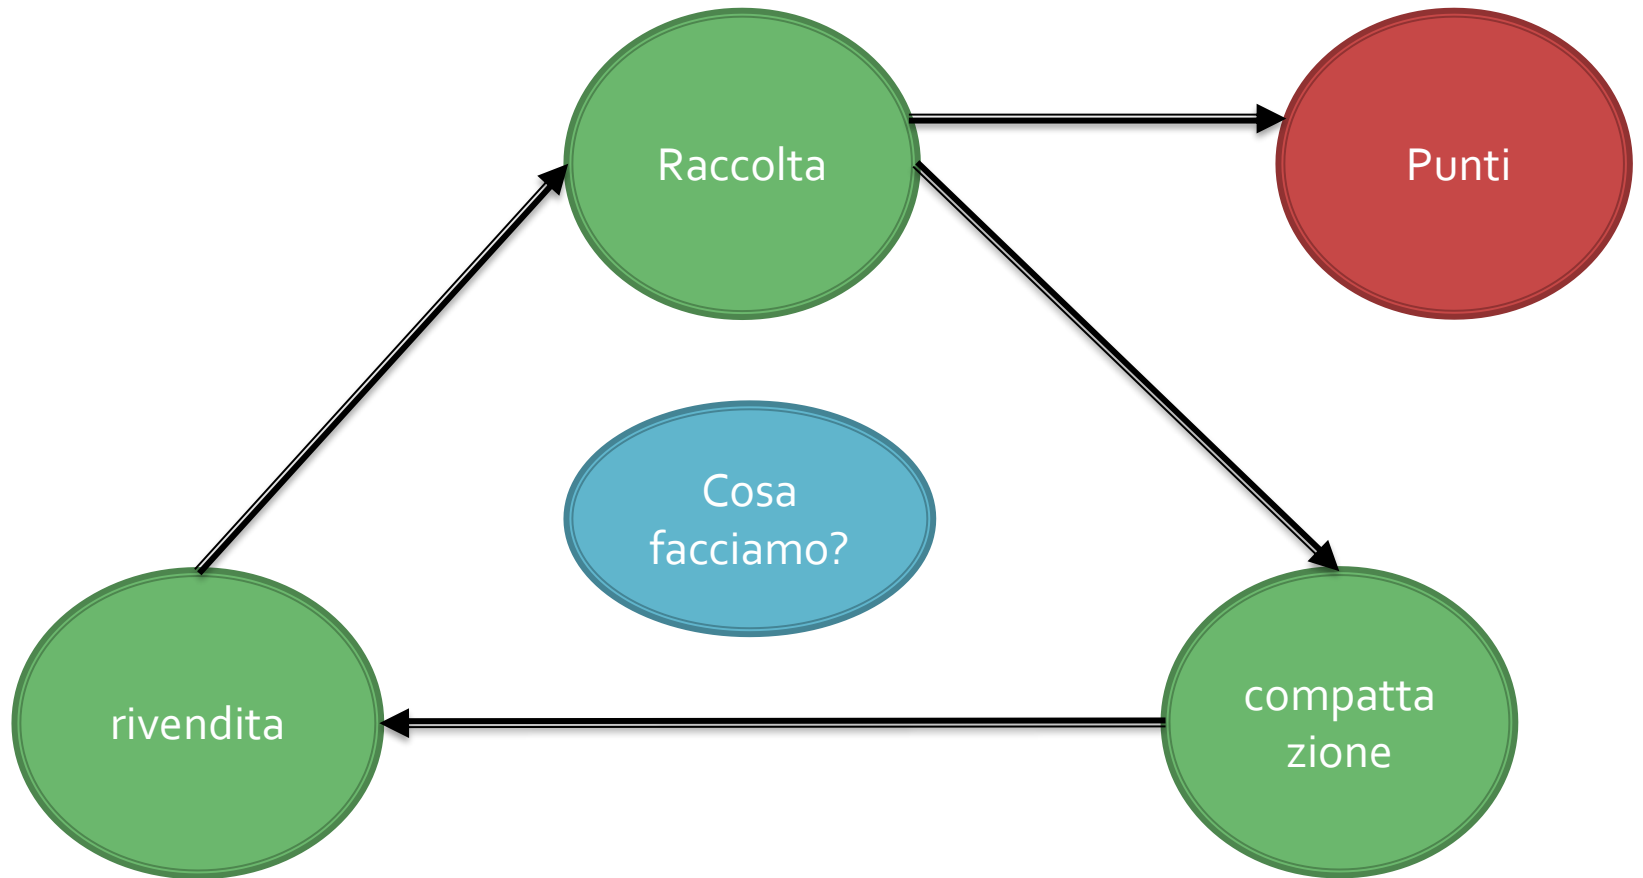 Raccolta
Punti
Cosa
facciamo?
rivendita
compatta
zione